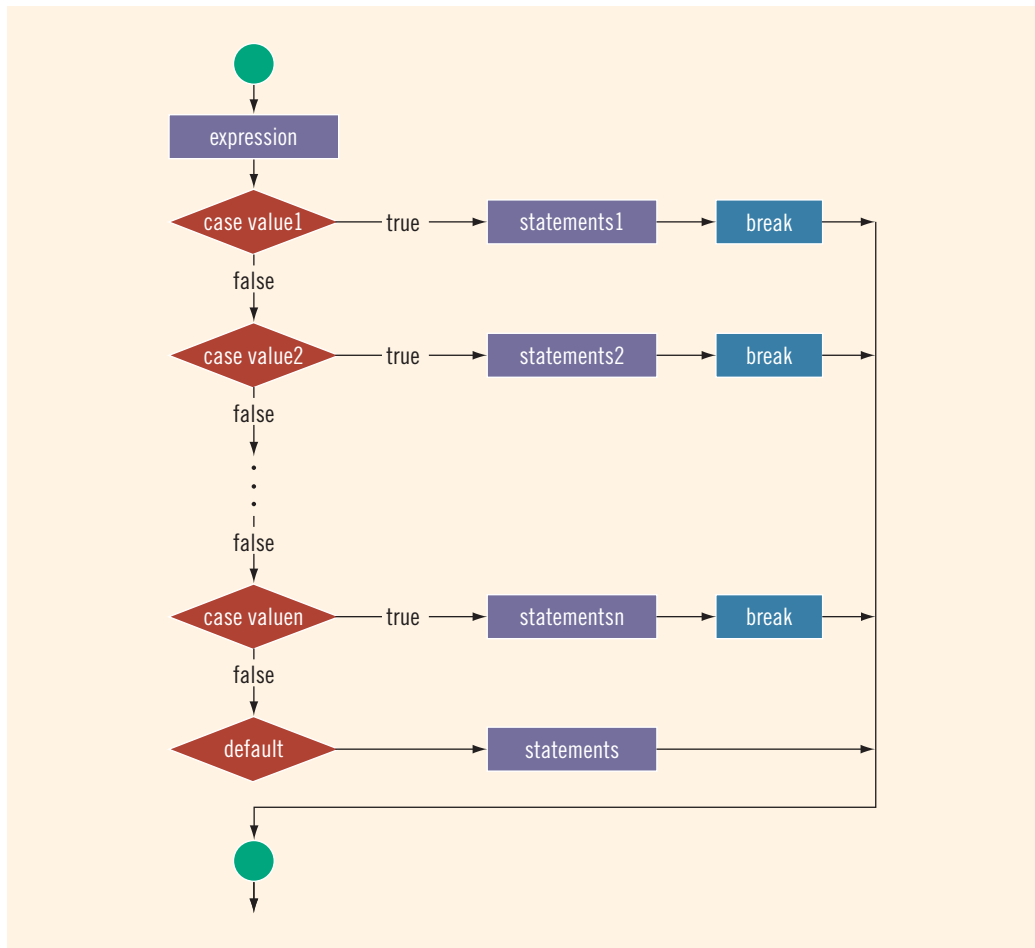 expression
case value1
true
statements1
break
false
case value2
true
statements2
break
false
false
case valuen
true
statementsn
break
false
default
statements